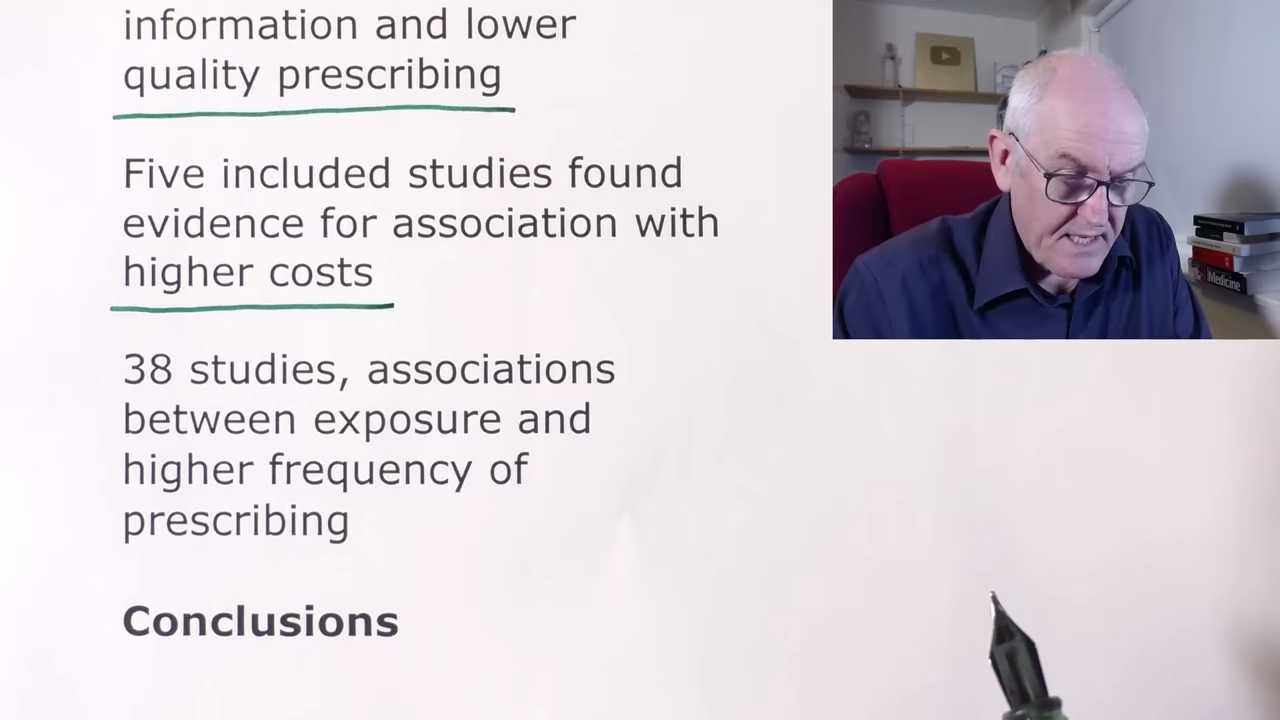 information and lower
quality prescribing
Five included studies found
evidence for association with
higher costs
38 studies, associations
between exposure and
higher frequency of
prescribing
Conclusions
Medicine